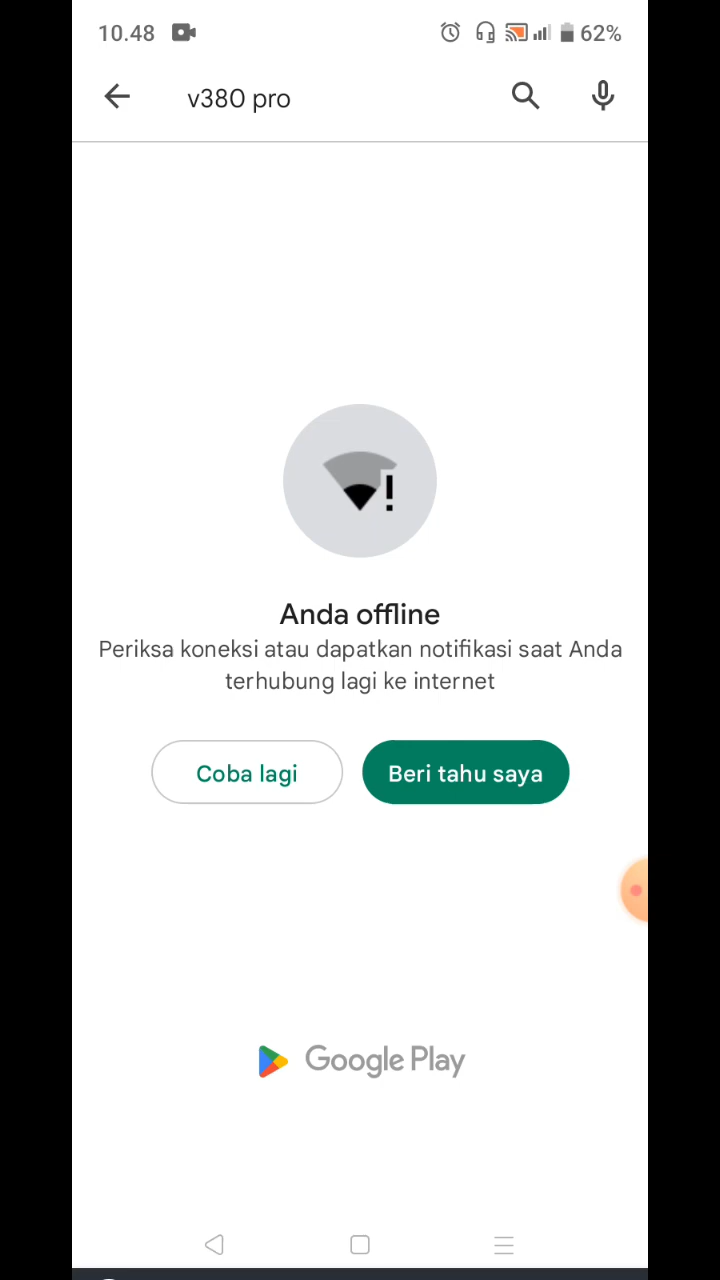 10.48 62%
v380 pro
Anda offline
Periksa koneksi atau dapatkan notifikasi saat Anda
terhubung lagi ke internet
Coba lagi Beri tahu saya
Google Play